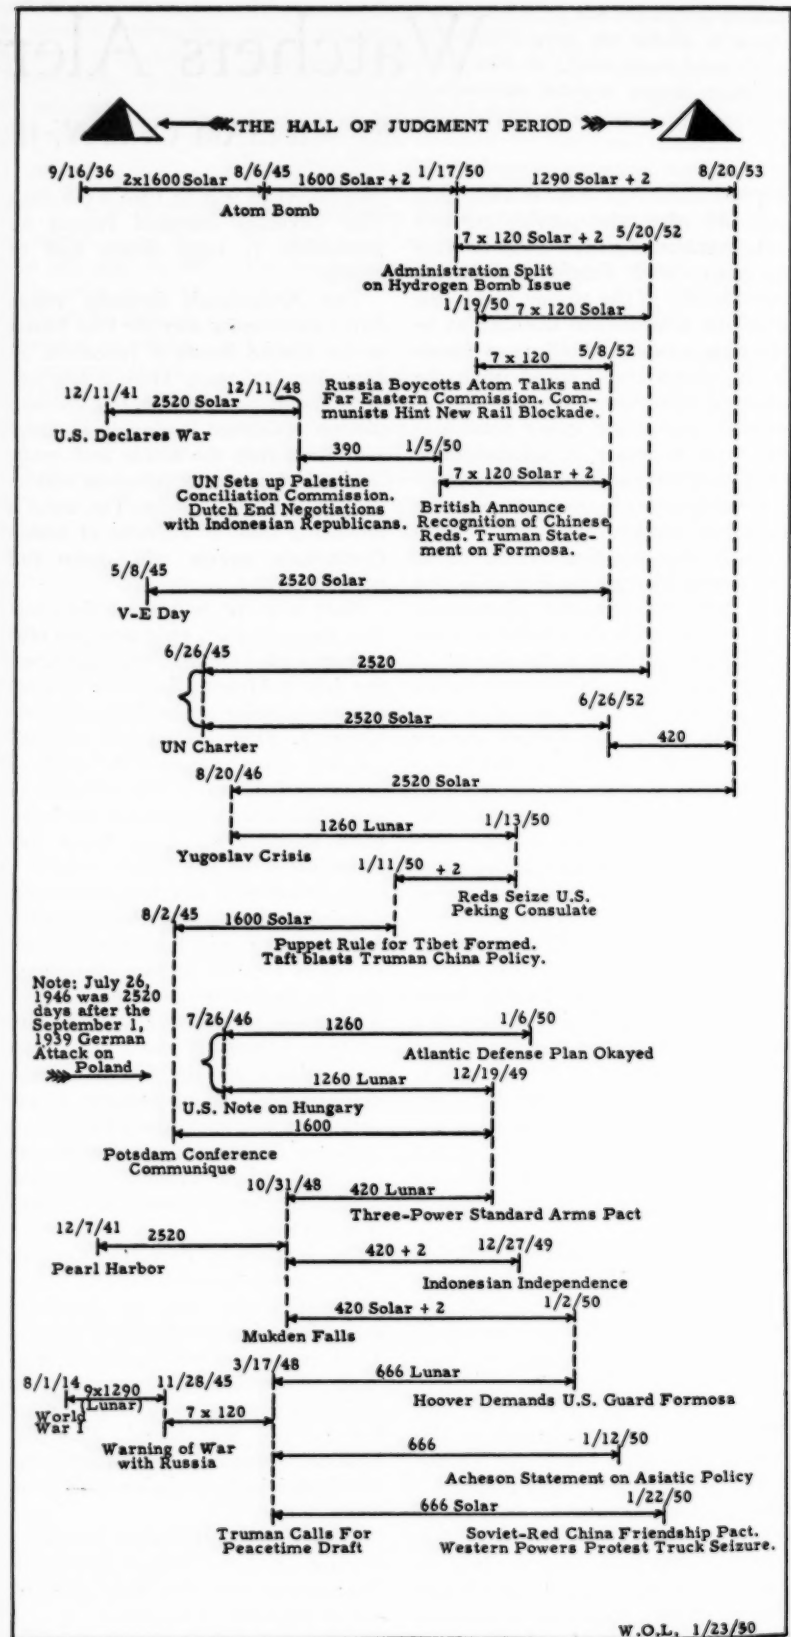 Watchers Aler
THE HALL OF JUDGMENT PERIOD
9/16/36 8/6/45 1/17/50 8/20/53
2x1600 Solar 1600 Solar+2 1290 Solar + 2
Atom Bomb
7 x 120 Solar + 2 5/20/52
Administration Split
on Hydrogen Bomb Issue
1/19/50 7 x 120 Solar
7 x 120 5/8/52
Russia Boycotts Atom Talks and
Far Eastern Commission. Com-
munists Hint New Rail Blockade.
12/11/41 12/11/48
2520 Solar
U.S. Declares War
390 1/5/50
UN Sets up Palestine
Conciliation Commission.
Dutch End Negotiations
with Indonesian Republicans.
7 x 120 Solar + 2
British Announce
Recognition of Chinese
Reds. Truman State-
ment on Formosa.
5/8/45
2520 Solar
V-E Day
6/26/45
2520
6/26/52
2520 Solar
UN Charter
420
8/20/46
2520 Solar
1260 Lunar 1/13/50
Yugoslav Crisis
1/11/50 + 2
Reds Seize U.S.
Peking Consulate
8/2/45
1600 Solar
Puppet Rule for Tibet Formed.
Taft blasts Truman China Policy.
Note: July 26,
1946 was 2520
days after the
September 1,
1939 German
Attack on
Poland
7/26/46 1260 1/6/50
Atlantic Defense Plan Okayed
1260 Lunar 12/19/49
U.S. Note on Hungary
1600
Potsdam Conference
Communique
10/31/48
420 Lunar
Three-Power Standard Arms Pact
12/7/41
2520
Pearl Harbor
420 + 2 12/27/49
Indonesian Independence
420 Solar + 2 1/2/50
Mukden Falls
3/17/48
666 Lunar
Hoover Demands U.S. Guard Formosa
8/1/14 9x1290 11/28/45
(Lunar)
World
War I
7 x 120
Warning of War
with Russia
666 1/12/50
Acheson Statement on Asiatic Policy
666 Solar 1/22/50
Truman Calls For
Peacetime Draft
Soviet-Red China Friendship Pact.
Western Powers Protest Truck Seizure.
W.O.L. 1/23/50